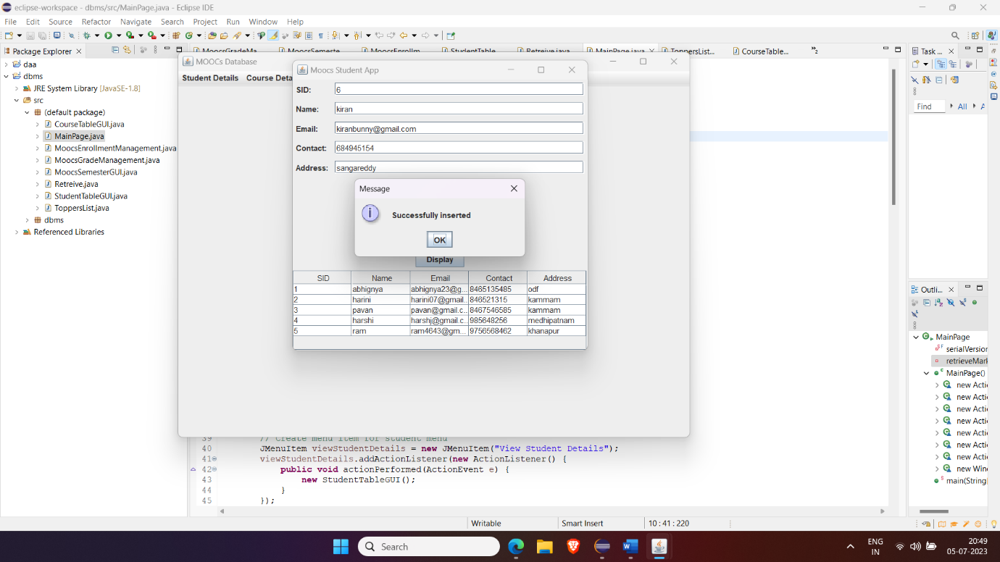 eclipse-workspace - dbms/src/MainPage.java - Eclipse IDE
File Edit Source Refactor Navigate Search Project Run Window Help
Package Explorer
daa
dbms
JRE System Library [JavaSE-1.8]
src
(default package)
CourseTableGUI.java
MainPage.java
MoocsEnrollmentManagement.java
MoocsGradeManagement.java
MoocsSemesterGUI.java
Retreive.java
StudentTableGUI.java
ToppersList.java
dbms
Referenced Libraries
MoocsGradeMa... MoocsSemeste... MoocsEnrollm... StudentTable... Retreive.java MainPage.java ToppersList... CourseTable... »2
MOOCs Database
Student Details Course Deta
Moocs Student App
SID: 6
Name: kiran
Email: kiranbunny@gmail.com
Contact: 684945154
Address: sangareddy
Message
Successfully inserted
OK
Display
SID Name Email Contact Address
1 abhignya abhignya23@g... 8465135485 odf
2 harini harini07@gmail... 846521315 kammam
3 pavan pavan@gmail.c... 8467546585 kammam
4 harshi harshj@gmail.c... 985648256 medhipatnam
5 ram ram4643@gm... 9756568462 khanapur
39 // Create menu item for student menu
40 JMenuItem viewStudentDetails = new JMenuItem("View Student Details");
41 viewStudentDetails.addActionListener(new ActionListener() {
42 public void actionPerformed(ActionEvent e) {
43 new StudentTableGUI();
44 }
45 });
Task ...
Find All A
Outli...
MainPage
serialVersion
retrieveMark
MainPage()
new Actio
new Actio
new Actio
new Actio
new Actio
new Actio
new Actio
new Wind
main(String
Writable Smart Insert 10 : 41 : 220
Search
ENG
IN
20:49
05-07-2023